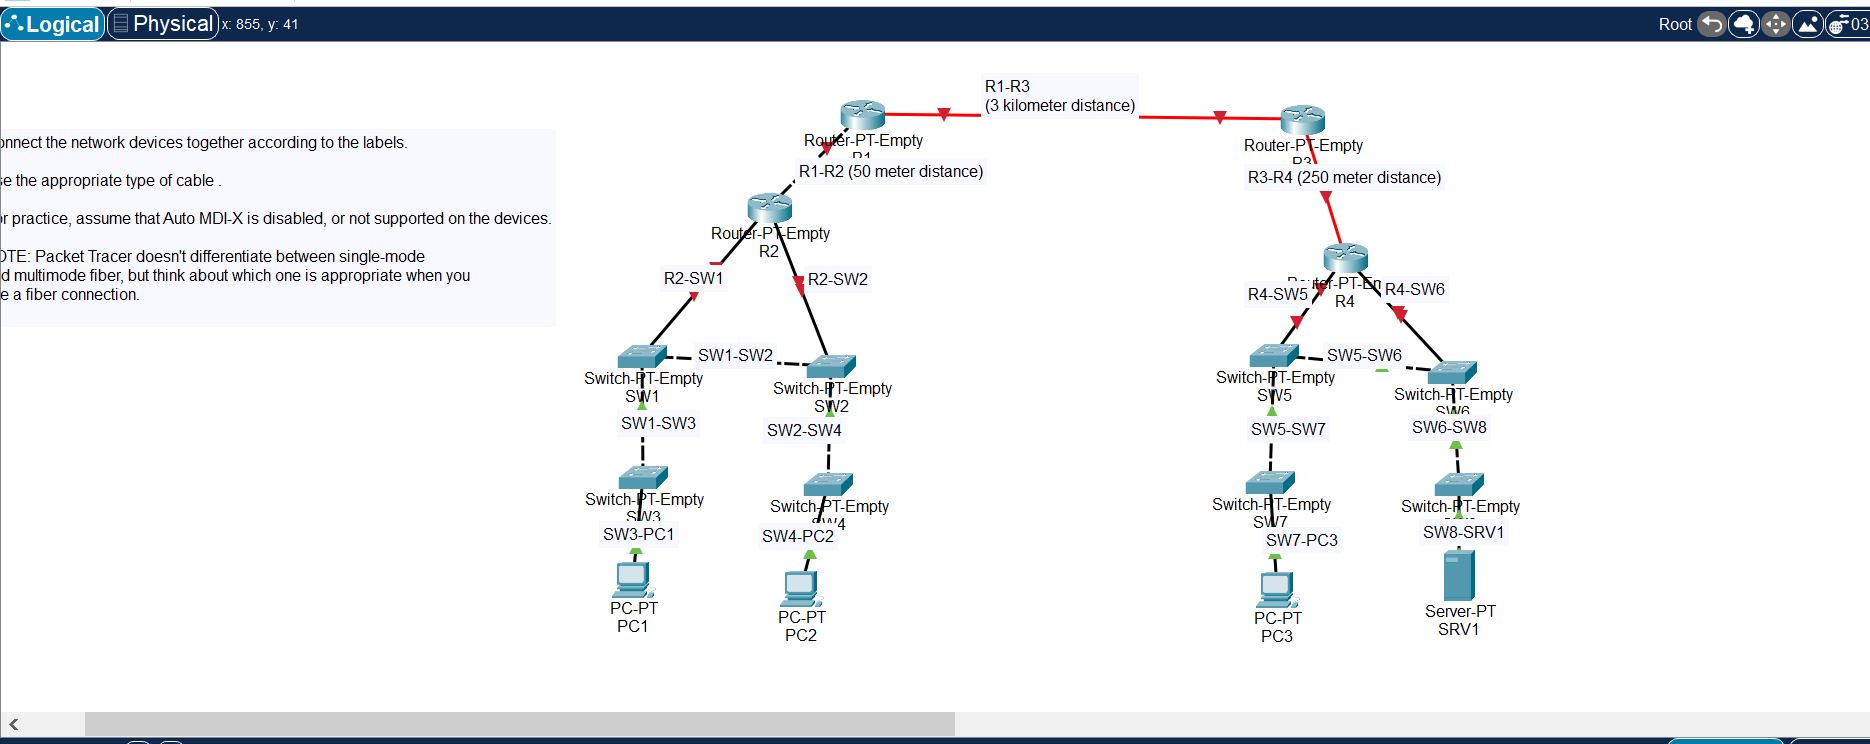 Logical Physical x: 855, y: 41 Root 03
R1-R3
(3 kilometer distance)
onnect the network devices together according to the labels.
se the appropriate type of cable .
or practice, assume that Auto MDI-X is disabled, or not supported on the devices.
OTE: Packet Tracer doesn't differentiate between single-mode
d multimode fiber, but think about which one is appropriate when you
e a fiber connection.
Router-PT-Empty
R1
R1-R2 (50 meter distance)
Router-PT-Empty
R3
R3-R4 (250 meter distance)
Router-PT-Empty
R2
R2-SW1
R2-SW2
Router-PT-Em
R4
R4-SW5
R4-SW6
SW1-SW2
Switch-PT-Empty
SW1
Switch-PT-Empty
SW2
SW5-SW6
Switch-PT-Empty
SW5
Switch-PT-Empty
SW6
SW1-SW3
SW2-SW4
SW5-SW7
SW6-SW8
Switch-PT-Empty
SW3
Switch-PT-Empty
SW4
Switch-PT-Empty
SW7
Switch-PT-Empty
SW3-PC1
SW4-PC2
SW7-PC3
SW8-SRV1
PC-PT
PC1
PC-PT
PC2
PC-PT
PC3
Server-PT
SRV1